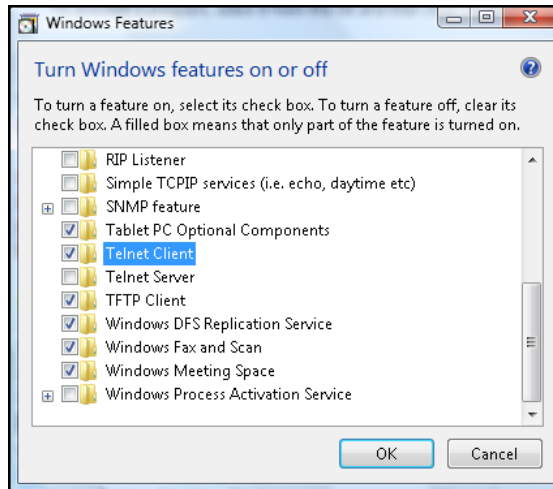 Windows Features
Turn Windows features on or off
To turn a feature on, select its check box. To turn a feature off, clear its
check box. A filled box means that only part of the feature is turned on.
RIP Listener
Simple TCPIP services (i.e. echo, daytime etc)
SNMP feature
Tablet PC Optional Components
Telnet Client
Telnet Server
TFTP Client
Windows DFS Replication Service
Windows Fax and Scan
Windows Meeting Space
Windows Process Activation Service
OK Cancel